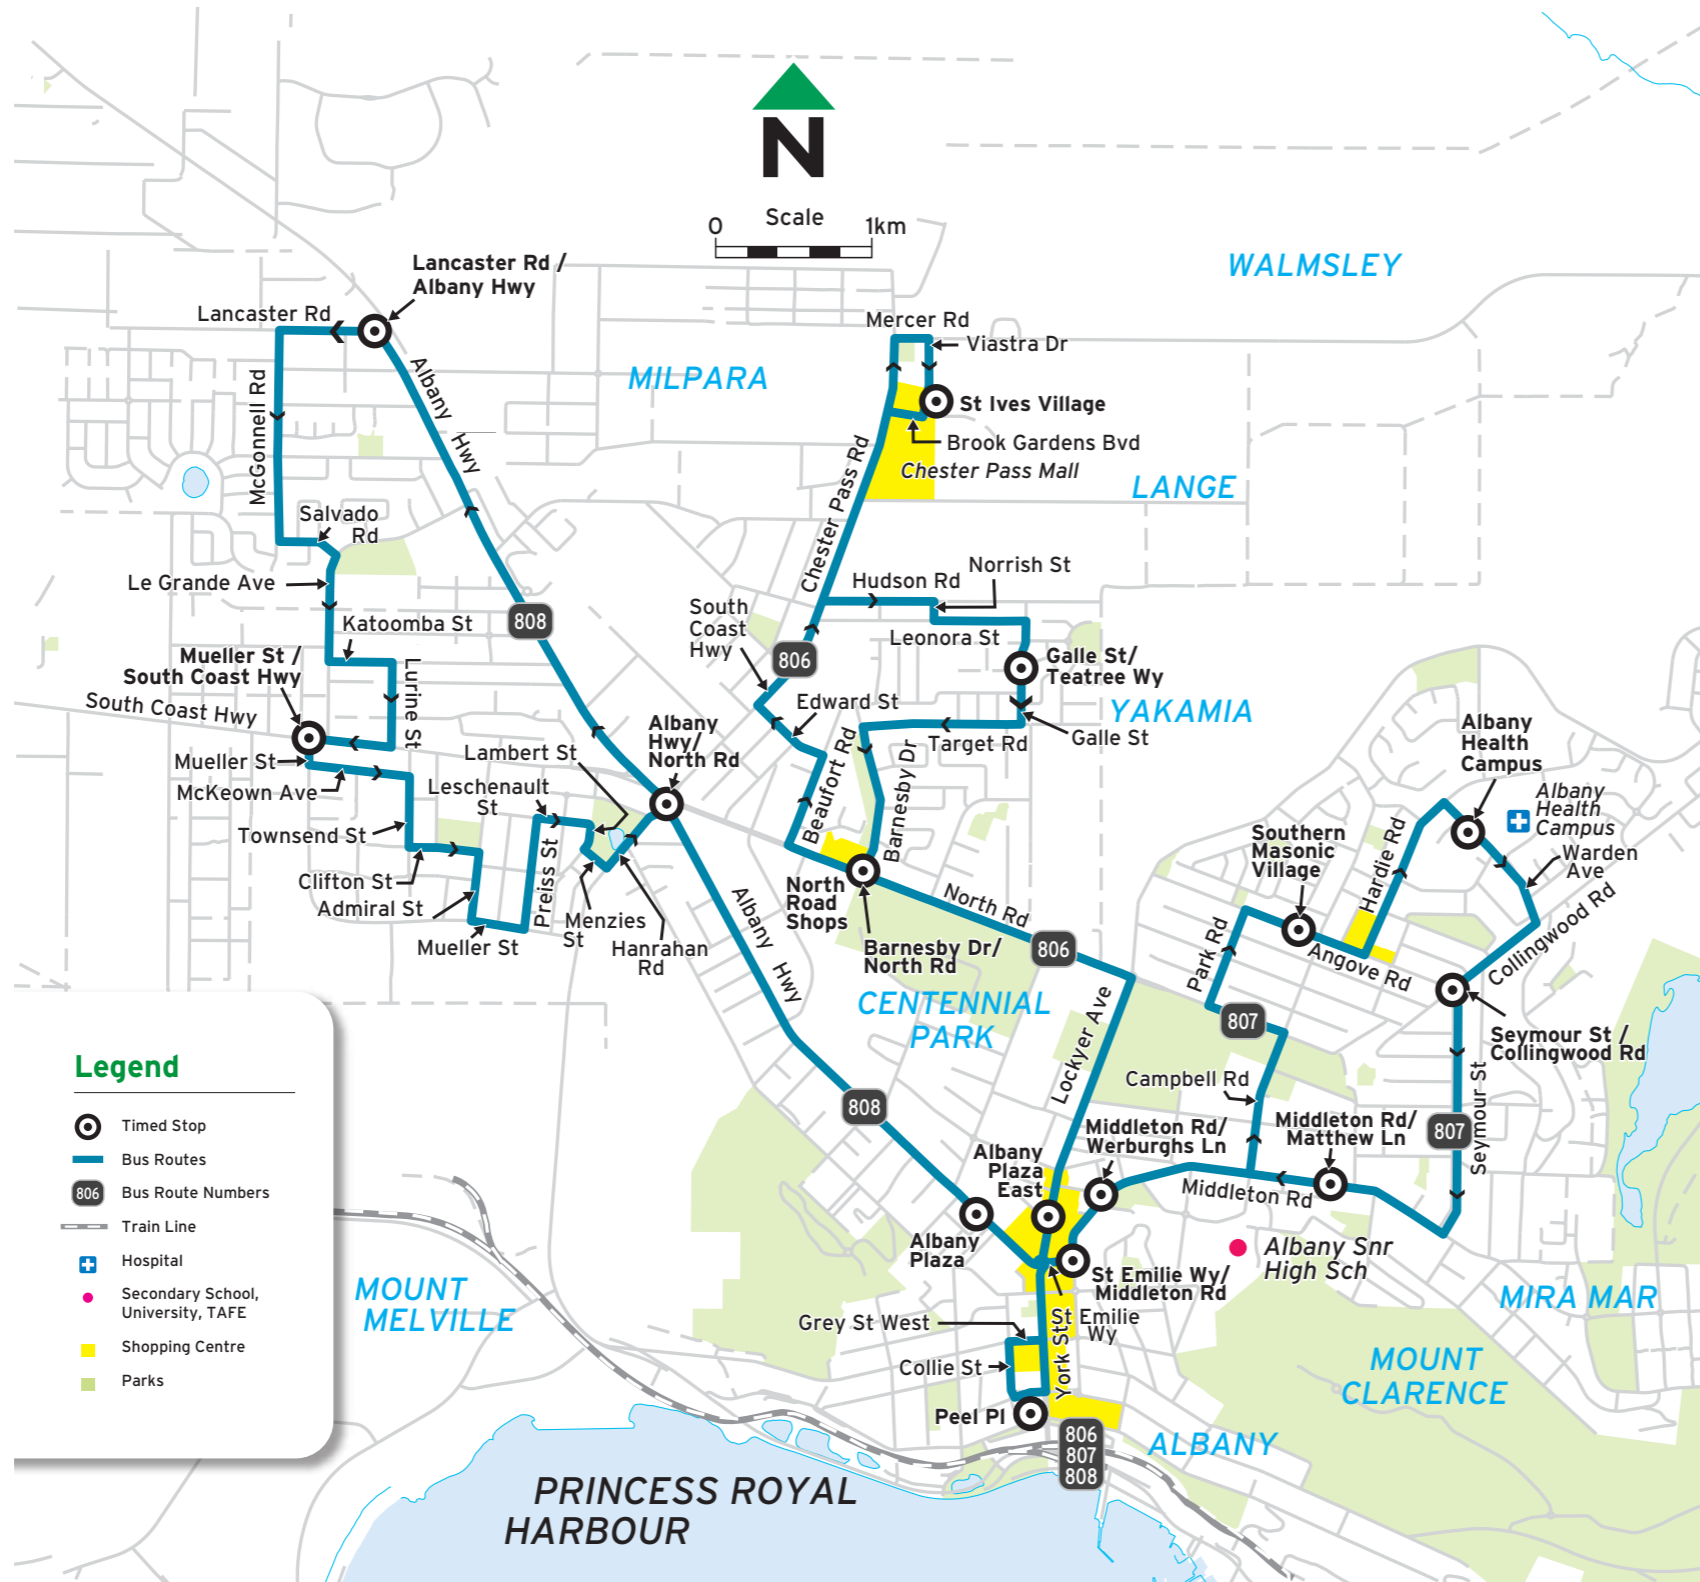 N
Scale
0
1km
WALMSLEY
Lancaster Rd /
Albany Hwy
Lancaster Rd
Mercer Rd
Viastra Dr
MILPARA
Albany
Hwy
McGonnell Rd
St Ives Village
Brook Gardens Bvd
Chester Pass Mall
Chester Pass Rd
LANGE
Salvado
Rd
Le Grande Ave
Hudson Rd
Norrish St
South
Coast
Hwy
808
Katoomba St
Leonora St
806
Mueller St /
South Coast Hwy
Galle St/
Teatree Wy
South Coast Hwy
Lurine St
Edward St
YAKAMIA
Albany
Hwy/
North Rd
Galle St
Target Rd
Albany
Health
Campus
Mueller St
Lambert St
Beaufort Rd
Barnesby Dr
McKeown Ave
Leschenault
St
Albany
Health
Campus
Townsend St
Southern
Masonic
Village
Hardie Rd
Warden
Ave
Clifton St
Preiss St
Admiral St
North
Road
Shops
North Rd
Albany
Hwy
Menzies
St
Mueller St
Hanrahan
Rd
Barnesby Dr/
North Rd
806
Park Rd
Angove Rd
Collingwood Rd
CENTENNIAL
PARK
807
Lockyer Ave
Seymour St /
Collingwood Rd
Legend
Timed Stop
Bus Routes
806
Bus Route Numbers
Train Line
Hospital
Secondary School,
University, TAFE
Shopping Centre
Parks
808
Campbell Rd
Middleton Rd/
Werburghs Ln
Middleton Rd/
Matthew Ln
807
Seymour St
Albany
Plaza
East
Middleton Rd
Albany
Plaza
Albany Snr
High Sch
St Emilie Wy/
Middleton Rd
MOUNT
MELVILLE
MIRA MAR
Grey St West
St Emilie
Wy
Collie St
York St
MOUNT
CLARENCE
Peel Pl
806
807
808
ALBANY
PRINCESS ROYAL
HARBOUR